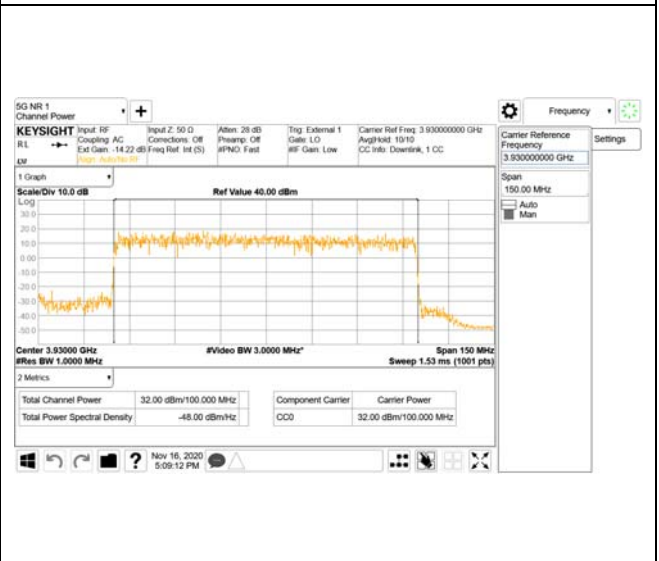 5G NR 1
Channel Power
Frequency
KEYSIGHT Input: RF Input Z: 50 Ω Atten: 28 dB Trig: External 1 Carrier Ref Freq: 3.930000000 GHz
RL Coupling: AC Corrections: Off Preamp: Off Gate: LO Avg|Hold: 10/10
Ext Gain: -14.22 dB Freq Ref: Int (S) #PNO: Fast #IF Gain: Low CC Info: Downlink, 1 CC
Align: Auto/No RF
Carrier Reference
Frequency
3.930000000 GHz
Settings
Span
150.00 MHz
Auto
Man
1 Graph
Scale/Div 10.0 dB Ref Value 40.00 dBm
Log
30.0
20.0
10.0
0.00
-10.0
-20.0
-30.0
-40.0
-50.0
Center 3.93000 GHz #Video BW 3.0000 MHz* Span 150 MHz
#Res BW 1.0000 MHz Sweep 1.53 ms (1001 pts)
2 Metrics
Total Channel Power 32.00 dBm/100.000 MHz Component Carrier Carrier Power
Total Power Spectral Density -48.00 dBm/Hz CC0 32.00 dBm/100.000 MHz
? Nov 16, 2020
5:09:12 PM